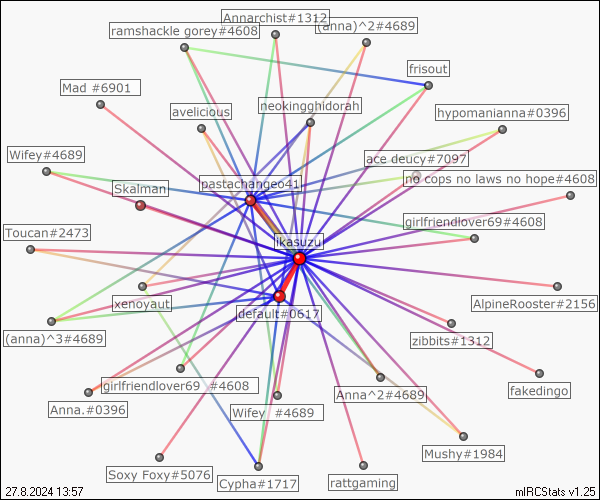 Annarchist#1312
ramshackle gorey#4608
(anna)^2#4689
frisout
Mad #6901
neokingghidorah
avelicious
hypomanianna#0396
Wifey#4689
ace deucy#7097
pastachangeo41
no cops no laws no hope#4608
Skalman
girlfriendlover69#4608
Toucan#2473
ikasuzu
xenoyaut
AlpineRooster#2156
default#0617
(anna)^3#4689
zibbits#1312
girlfriendlover69 #4608
fakedingo
Anna^2#4689
Anna.#0396
Wifey #4689
Mushy#1984
Soxy Foxy#5076
Cypha#1717
rattgaming
27.8.2024 13:57
mIRCStats v1.25